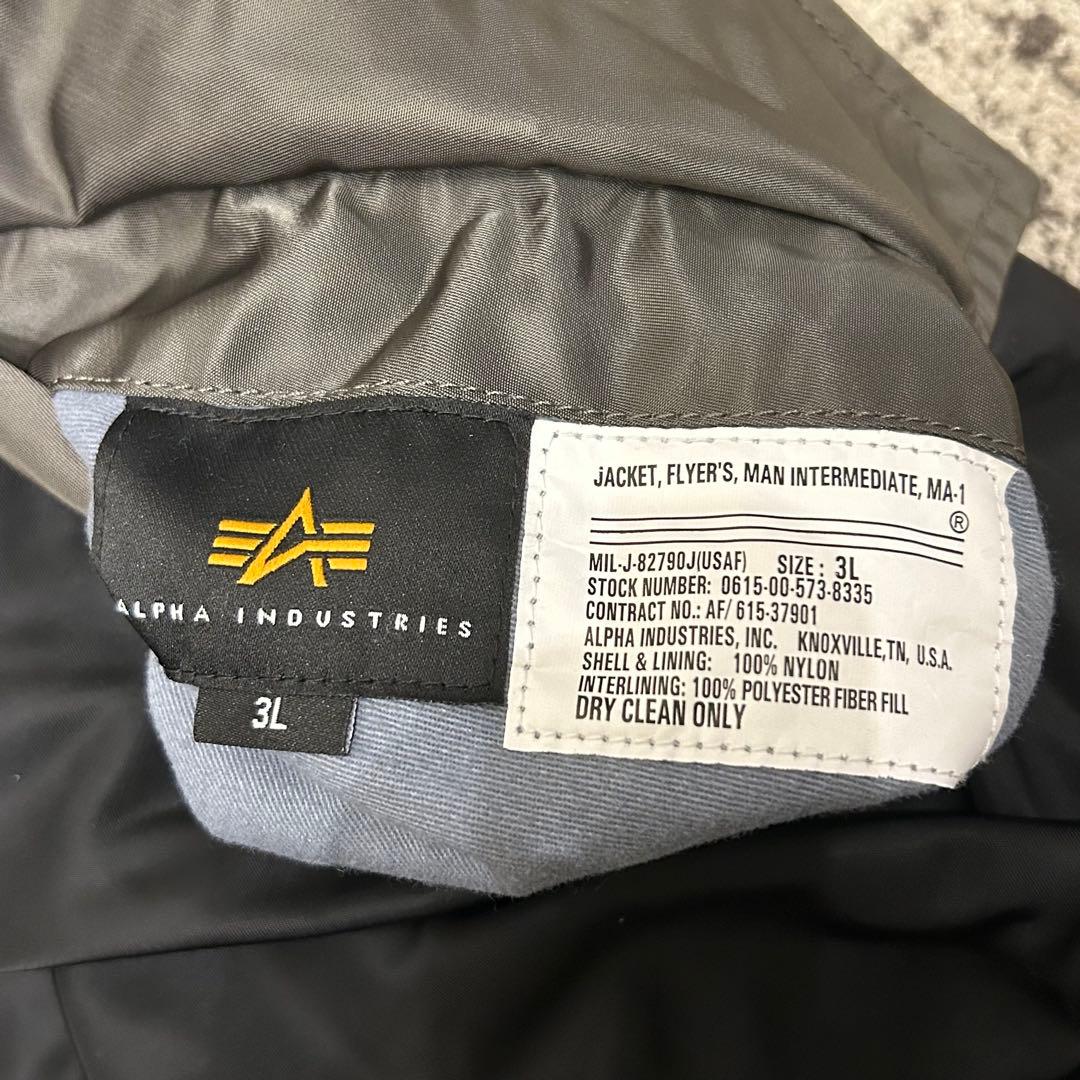 ALPHA INDUSTRIES
3L
JACKET, FLYER'S, MAN INTERMEDIATE, MA-1
®
MIL-J-82790J(USAF) SIZE: 3L
STOCK NUMBER: 0615-00-573-8335
CONTRACT NO.: AF/ 615-37901
ALPHA INDUSTRIES, INC. KNOXVILLE,TN, U.S.A.
SHELL & LINING: 100% NYLON
INTERLINING: 100% POLYESTER FIBER FILL
DRY CLEAN ONLY